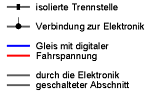 isolierte Trennstelle
Verbindung zur Elektronik
Gleis mit digitaler
Fahrspannung
durch die Elektronik
geschalteter Abschnitt